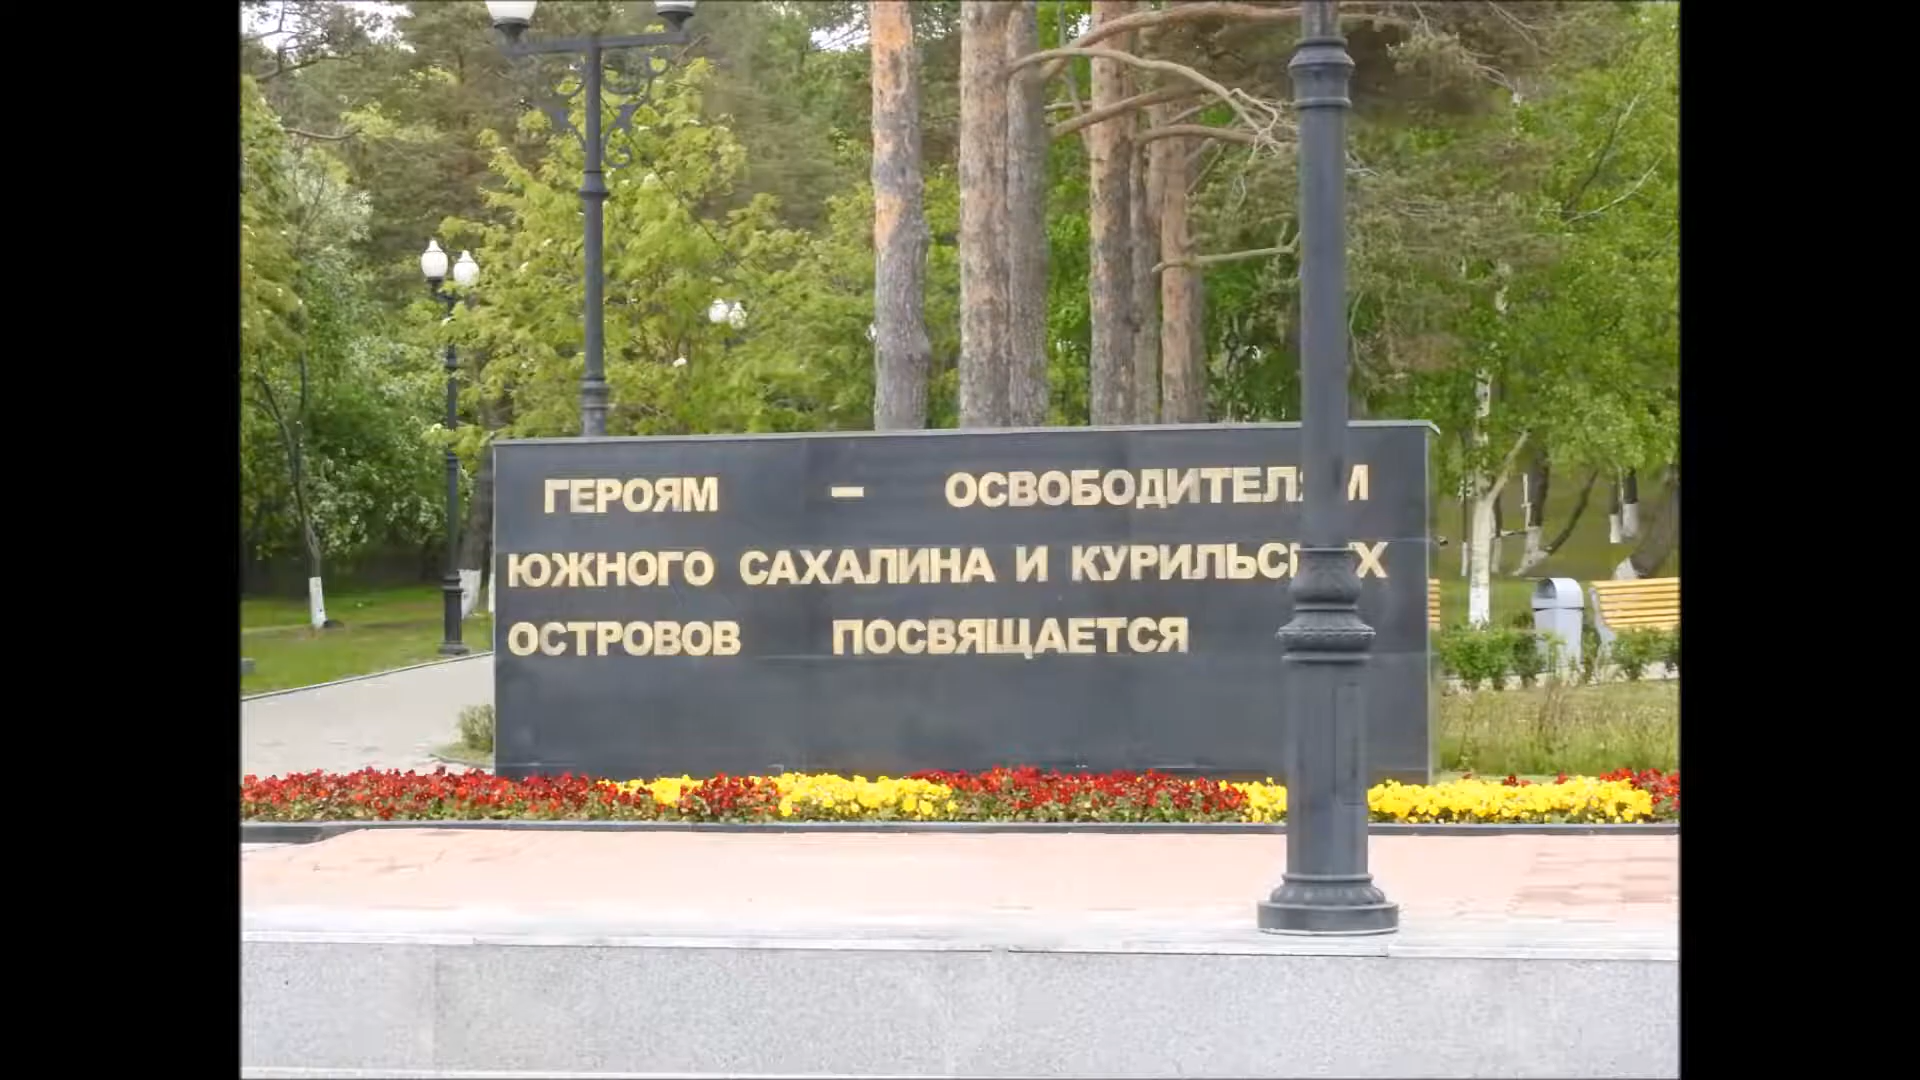 ГЕРОЯМ – ОСВОБОДИТЕЛЯМ
ЮЖНОГО САХАЛИНА И КУРИЛЬСКИХ
ОСТРОВОВ ПОСВЯЩАЕТСЯ